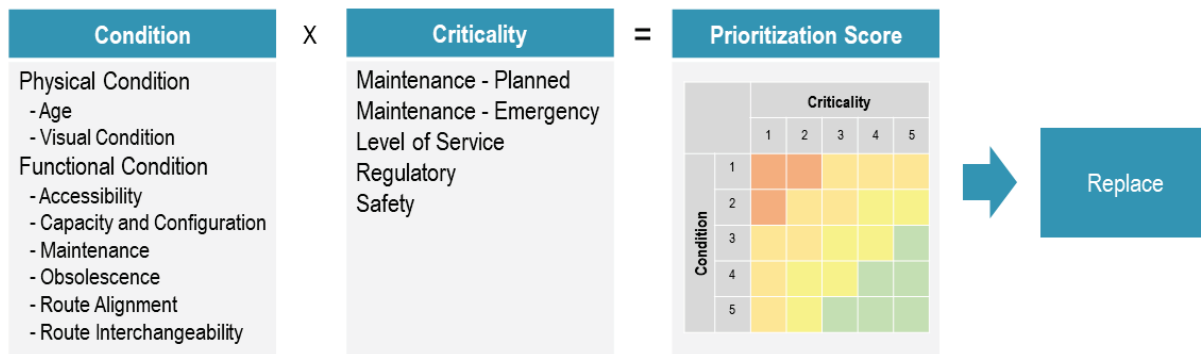 Condition
X
Criticality
=
Prioritization Score
Physical Condition
- Age
- Visual Condition
Functional Condition
- Accessibility
- Capacity and Configuration
- Maintenance
- Obsolescence
- Route Alignment
- Route Interchangeability
Maintenance - Planned
Maintenance - Emergency
Level of Service
Regulatory
Safety
Criticality
1 2 3 4 5
Condition
1
2
3
4
5
Replace